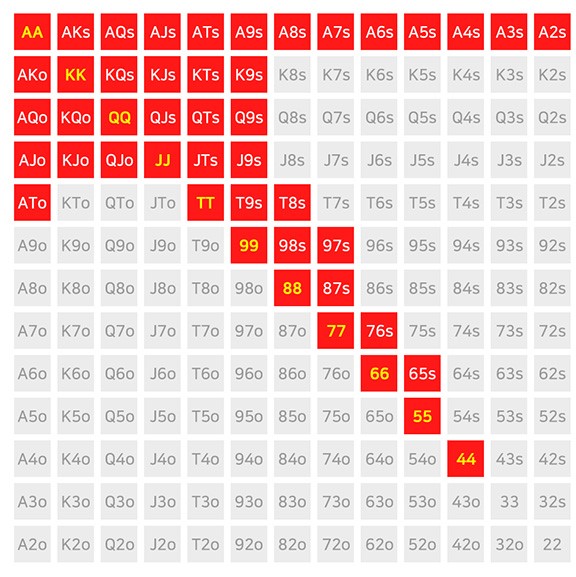 AA AKs AQs AJs ATs A9s A8s A7s A6s A5s A4s A3s A2s
AKo KK KQs KJs KTs K9s K8s K7s K6s K5s K4s K3s K2s
AQo KQo QQ QJs QTs Q9s Q8s Q7s Q6s Q5s Q4s Q3s Q2s
AJo KJo QJo JJ JTs J9s J8s J7s J6s J5s J4s J3s J2s
ATo KTo QTo JTo TT T9s T8s T7s T6s T5s T4s T3s T2s
A9o K9o Q9o J9o T9o 99 98s 97s 96s 95s 94s 93s 92s
A8o K8o Q8o J8o T8o 98o 88 87s 86s 85s 84s 83s 82s
A7o K7o Q7o J7o T7o 97o 87o 77 76s 75s 74s 73s 72s
A6o K6o Q6o J6o T6o 96o 86o 76o 66 65s 64s 63s 62s
A5o K5o Q5o J5o T5o 95o 85o 75o 65o 55 54s 53s 52s
A4o K4o Q4o J4o T4o 94o 84o 74o 64o 54o 44 43s 42s
A3o K3o Q3o J3o T3o 93o 83o 73o 63o 53o 43o 33 32s
A2o K2o Q2o J2o T2o 92o 82o 72o 62o 52o 42o 32o 22